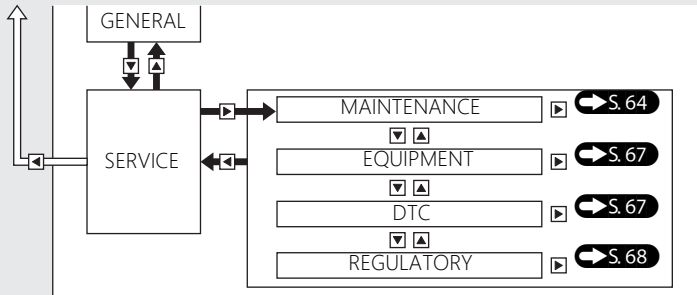 GENERAL
SERVICE
MAINTENANCE S. 64
EQUIPMENT S. 67
DTC S. 67
REGULATORY S. 68